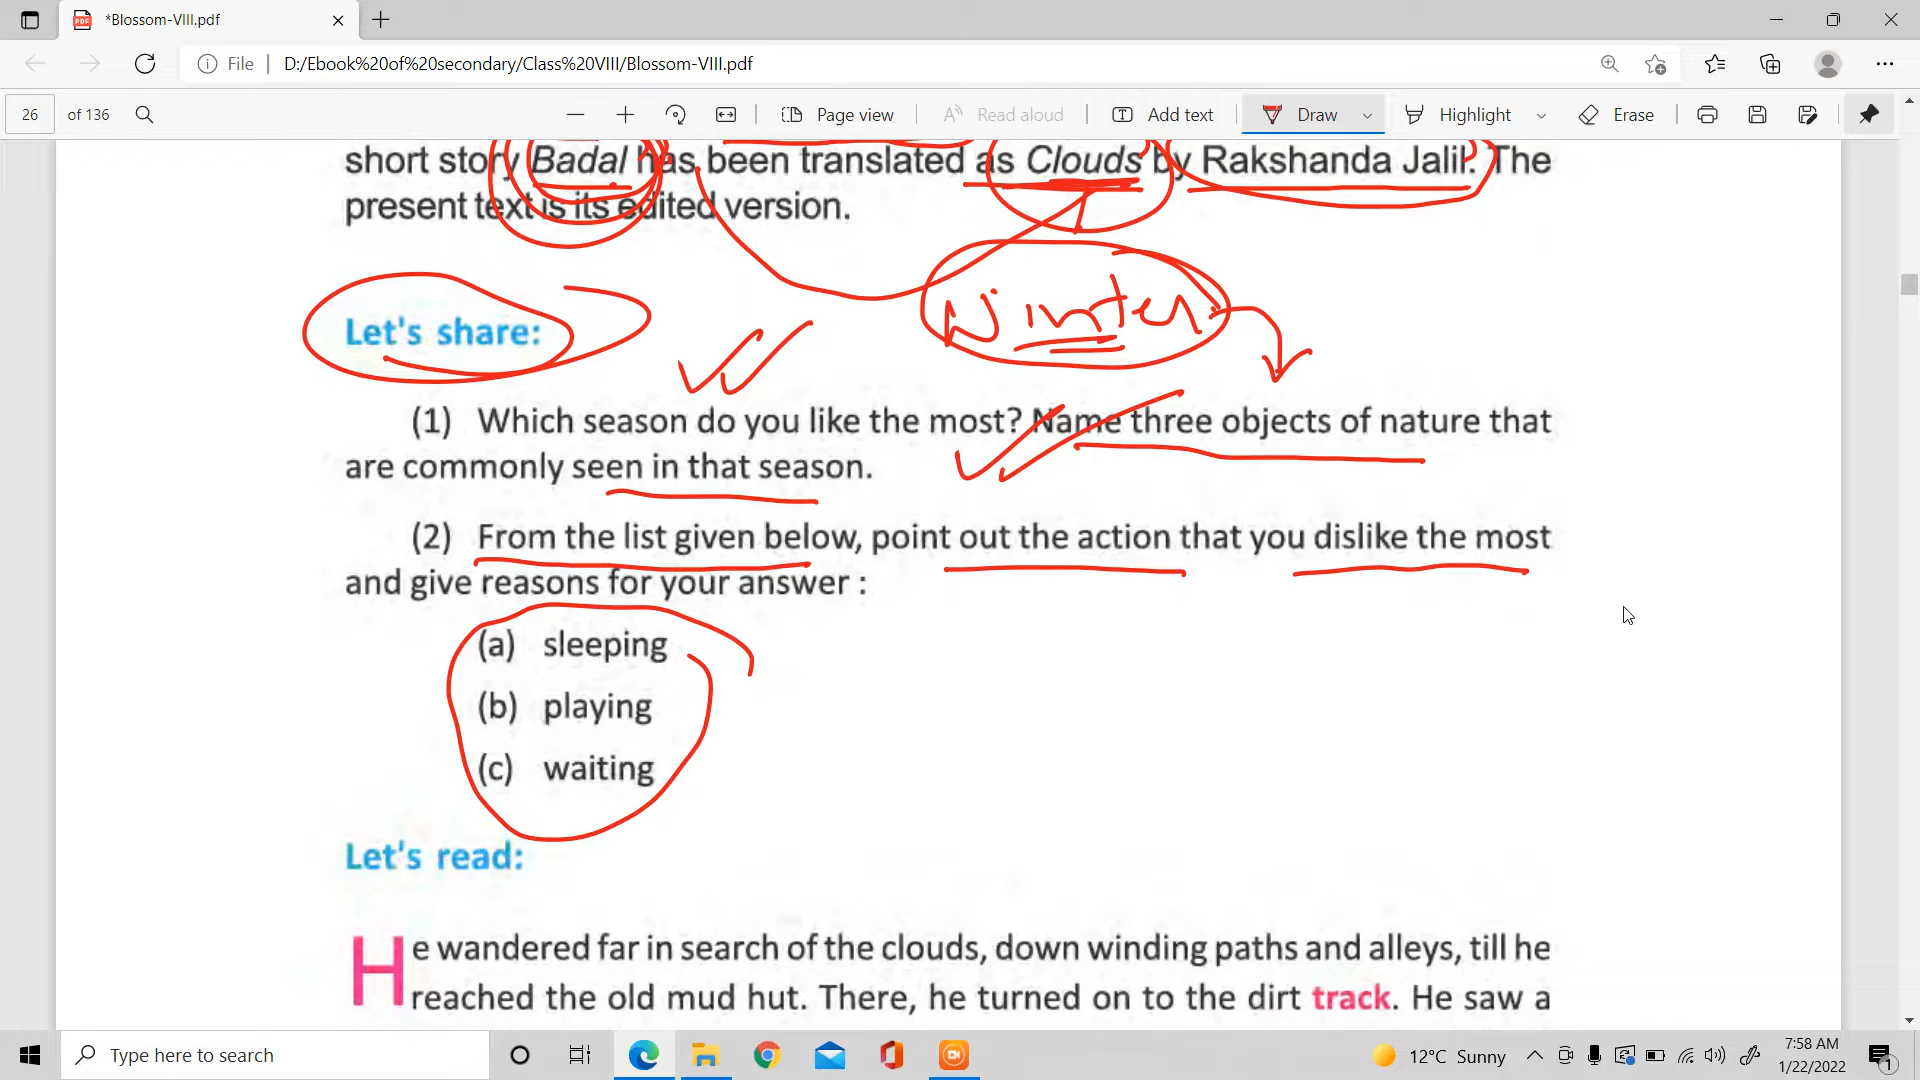 *Blossom-VIII.pdf
File D:/Ebook%20of%20secondary/Class%20VIII/Blossom-VIII.pdf
26 of 136 Page view Read aloud Add text Draw Highlight Erase
short story Badal has been translated as Clouds by Rakshanda Jalil. The
present text is its edited version.
Winter
Let's share:
(1) Which season do you like the most? Name three objects of nature that
are commonly seen in that season.
(2) From the list given below, point out the action that you dislike the most
and give reasons for your answer :
(a) sleeping
(b) playing
(c) waiting
Let's read:
He wandered far in search of the clouds, down winding paths and alleys, till he
reached the old mud hut. There, he turned on to the dirt track. He saw a
Type here to search 12°C Sunny 7:58 AM
1/22/2022 1